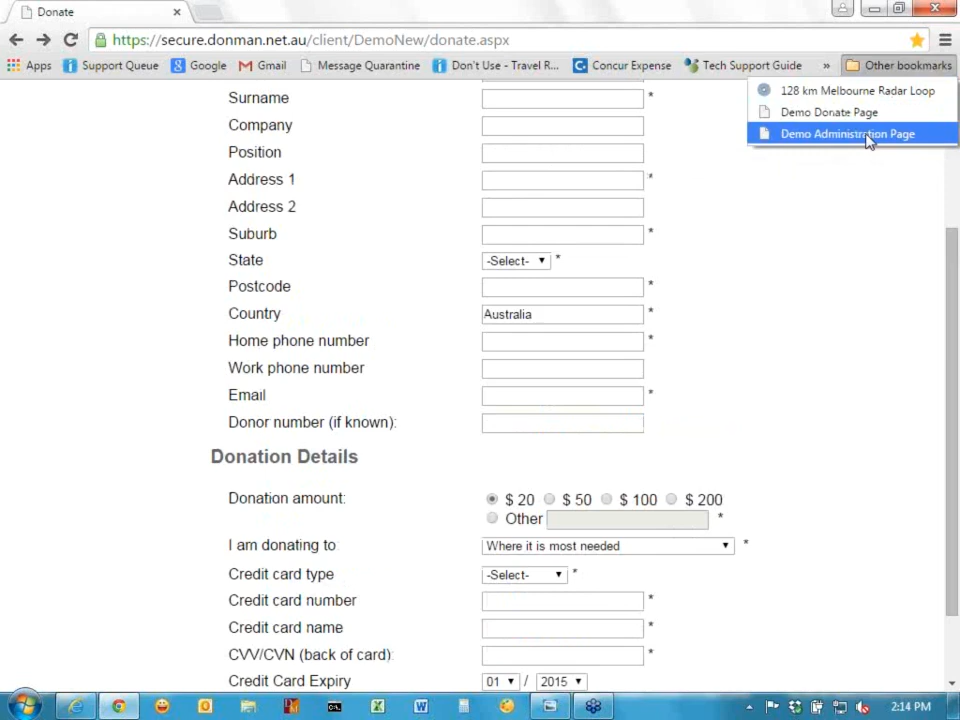 Donate
https://secure.donman.net.au/client/DemoNew/donate.aspx
Apps Support Queue Google Gmail Message Quarantine Don't Use - Travel R... Concur Expense Tech Support Guide » Other bookmarks
128 km Melbourne Radar Loop
Demo Donate Page
Demo Administration Page
Surname *
Company
Position
Address 1 *
Address 2
Suburb *
State -Select- *
Postcode *
Country Australia *
Home phone number *
Work phone number
Email *
Donor number (if known):
Donation Details
Donation amount: $ 20 $ 50 $ 100 $ 200
Other *
I am donating to: Where it is most needed *
Credit card type -Select- *
Credit card number *
Credit card name *
CVV/CVN (back of card): *
Credit Card Expiry 01 / 2015
2:14 PM